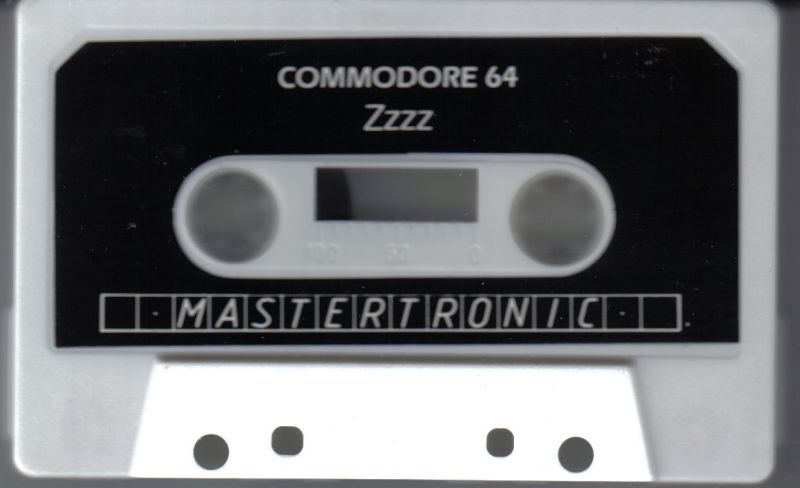 COMMODORE 64
Zzzz
100 50 0
· MASTERTRONIC ·